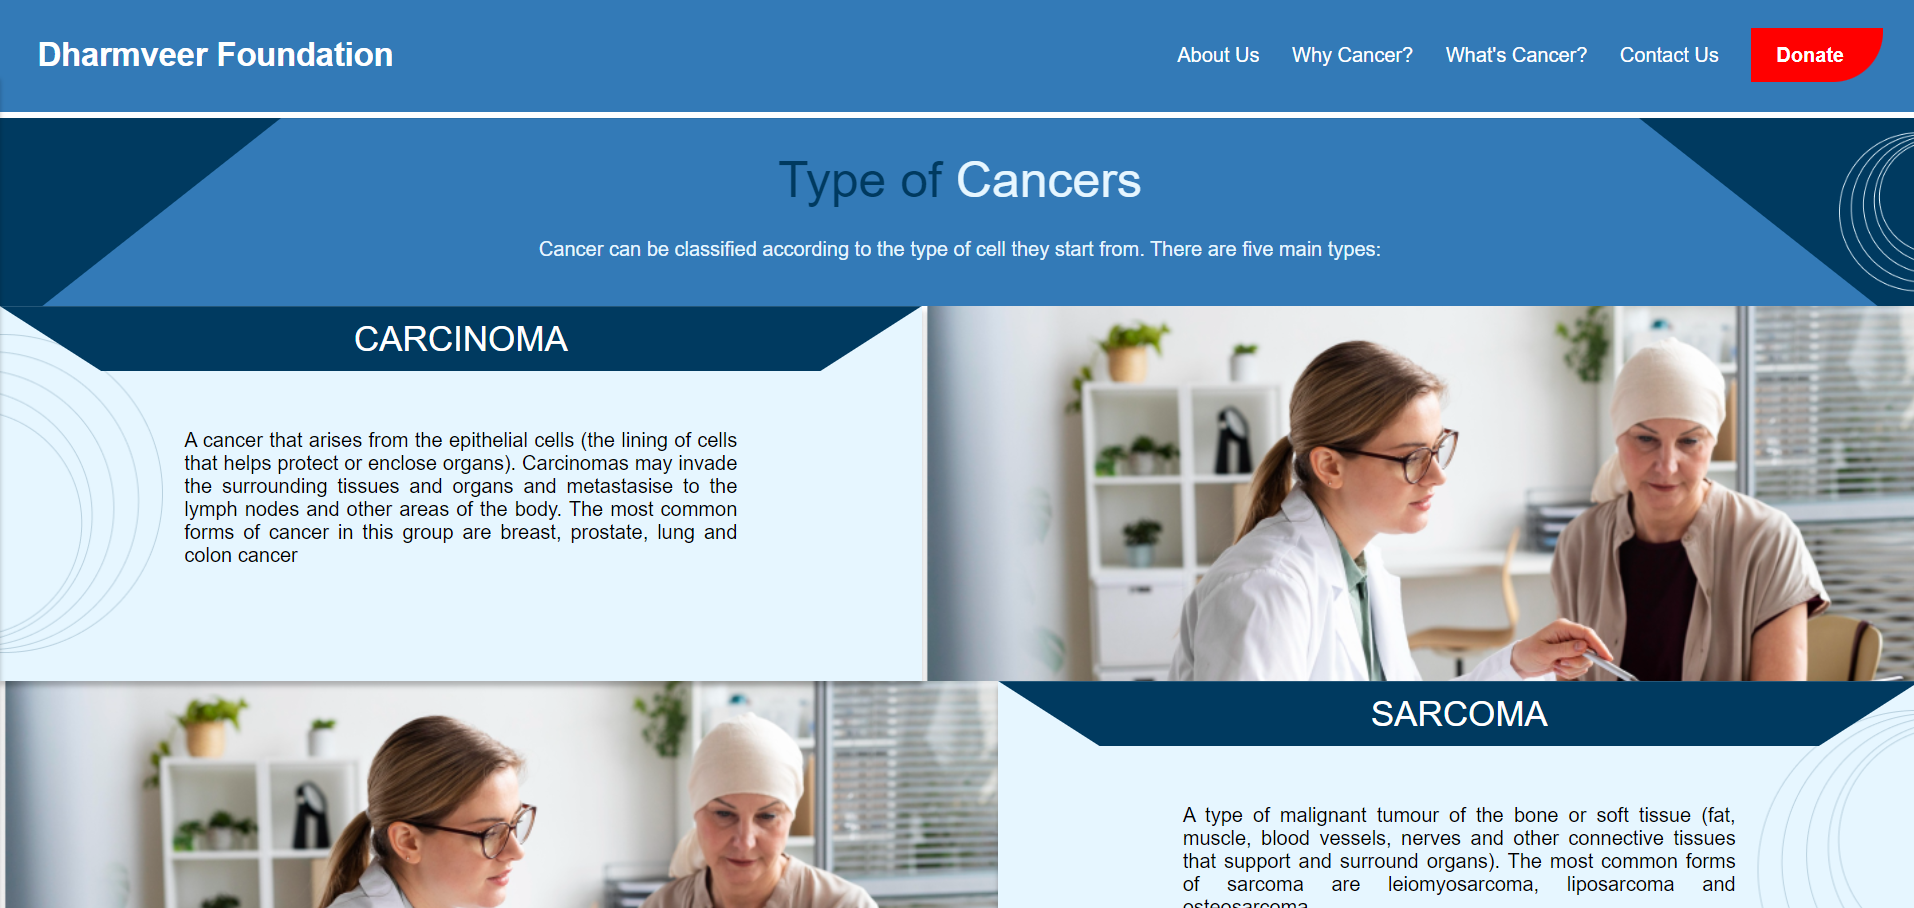 Dharmveer Foundation
About Us Why Cancer? What's Cancer? Contact Us Donate
Type of Cancers
Cancer can be classified according to the type of cell they start from. There are five main types:
CARCINOMA
A cancer that arises from the epithelial cells (the lining of cells
that helps protect or enclose organs). Carcinomas may invade
the surrounding tissues and organs and metastasise to the
lymph nodes and other areas of the body. The most common
forms of cancer in this group are breast, prostate, lung and
colon cancer
SARCOMA
A type of malignant tumour of the bone or soft tissue (fat,
muscle, blood vessels, nerves and other connective tissues
that support and surround organs). The most common forms
of sarcoma are leiomyosarcoma, liposarcoma and
osteosarcoma